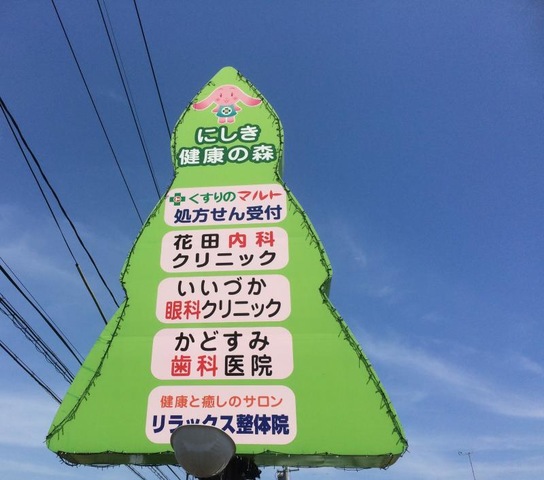 にしき
健康の森
くすりのマルト
処方せん受付
花田内科
クリニック
いいづか
眼科クリニック
かどすみ
歯科医院
健康と癒しのサロン
リラックス整体院